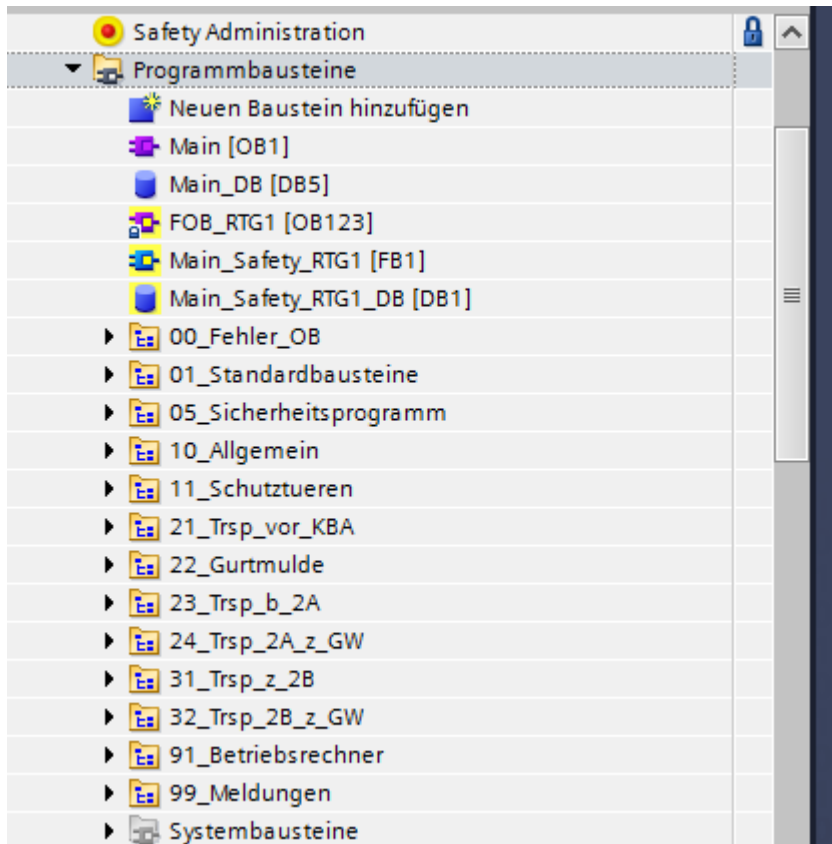 Safety Administration
Programmbausteine
Neuen Baustein hinzufügen
Main [OB1]
Main_DB [DB5]
FOB_RTG1 [OB123]
Main_Safety_RTG1 [FB1]
Main_Safety_RTG1_DB [DB1]
00_Fehler_OB
01_Standardbausteine
05_Sicherheitsprogramm
10_Allgemein
11_Schutztueren
21_Trsp_vor_KBA
22_Gurtmulde
23_Trsp_b_2A
24_Trsp_2A_z_GW
31_Trsp_z_2B
32_Trsp_2B_z_GW
91_Betriebsrechner
99_Meldungen
Systembausteine